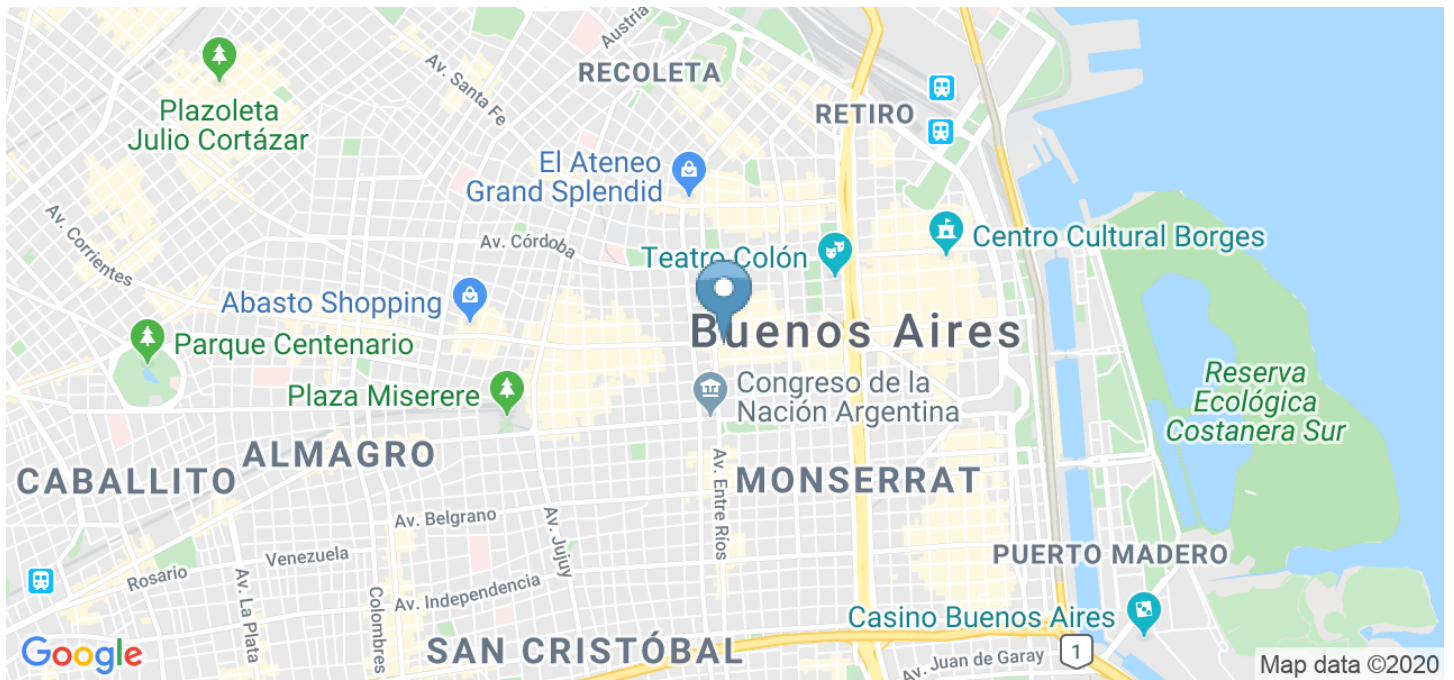 Austria
Av. Santa Fe
RECOLETA
RETIRO
Plazoleta
Julio Cortázar
El Ateneo
Grand Splendid
Av. Corrientes
Av. Córdoba
Teatro Colón
Centro Cultural Borges
Abasto Shopping
Buenos Aires
Parque Centenario
Plaza Miserere
Congreso de la
Nación Argentina
Reserva
Ecológica
Costanera Sur
ALMAGRO
CABALLITO
MONSERRAT
Av. Entre Ríos
Av. Belgrano
Av. Jujuy
Venezuela
Rosario
PUERTO MADERO
Av. La Plata
Colombres
Av. Independencia
Casino Buenos Aires
SAN CRISTÓBAL
Av. Juan de Garay
1
Google
Map data ©2020